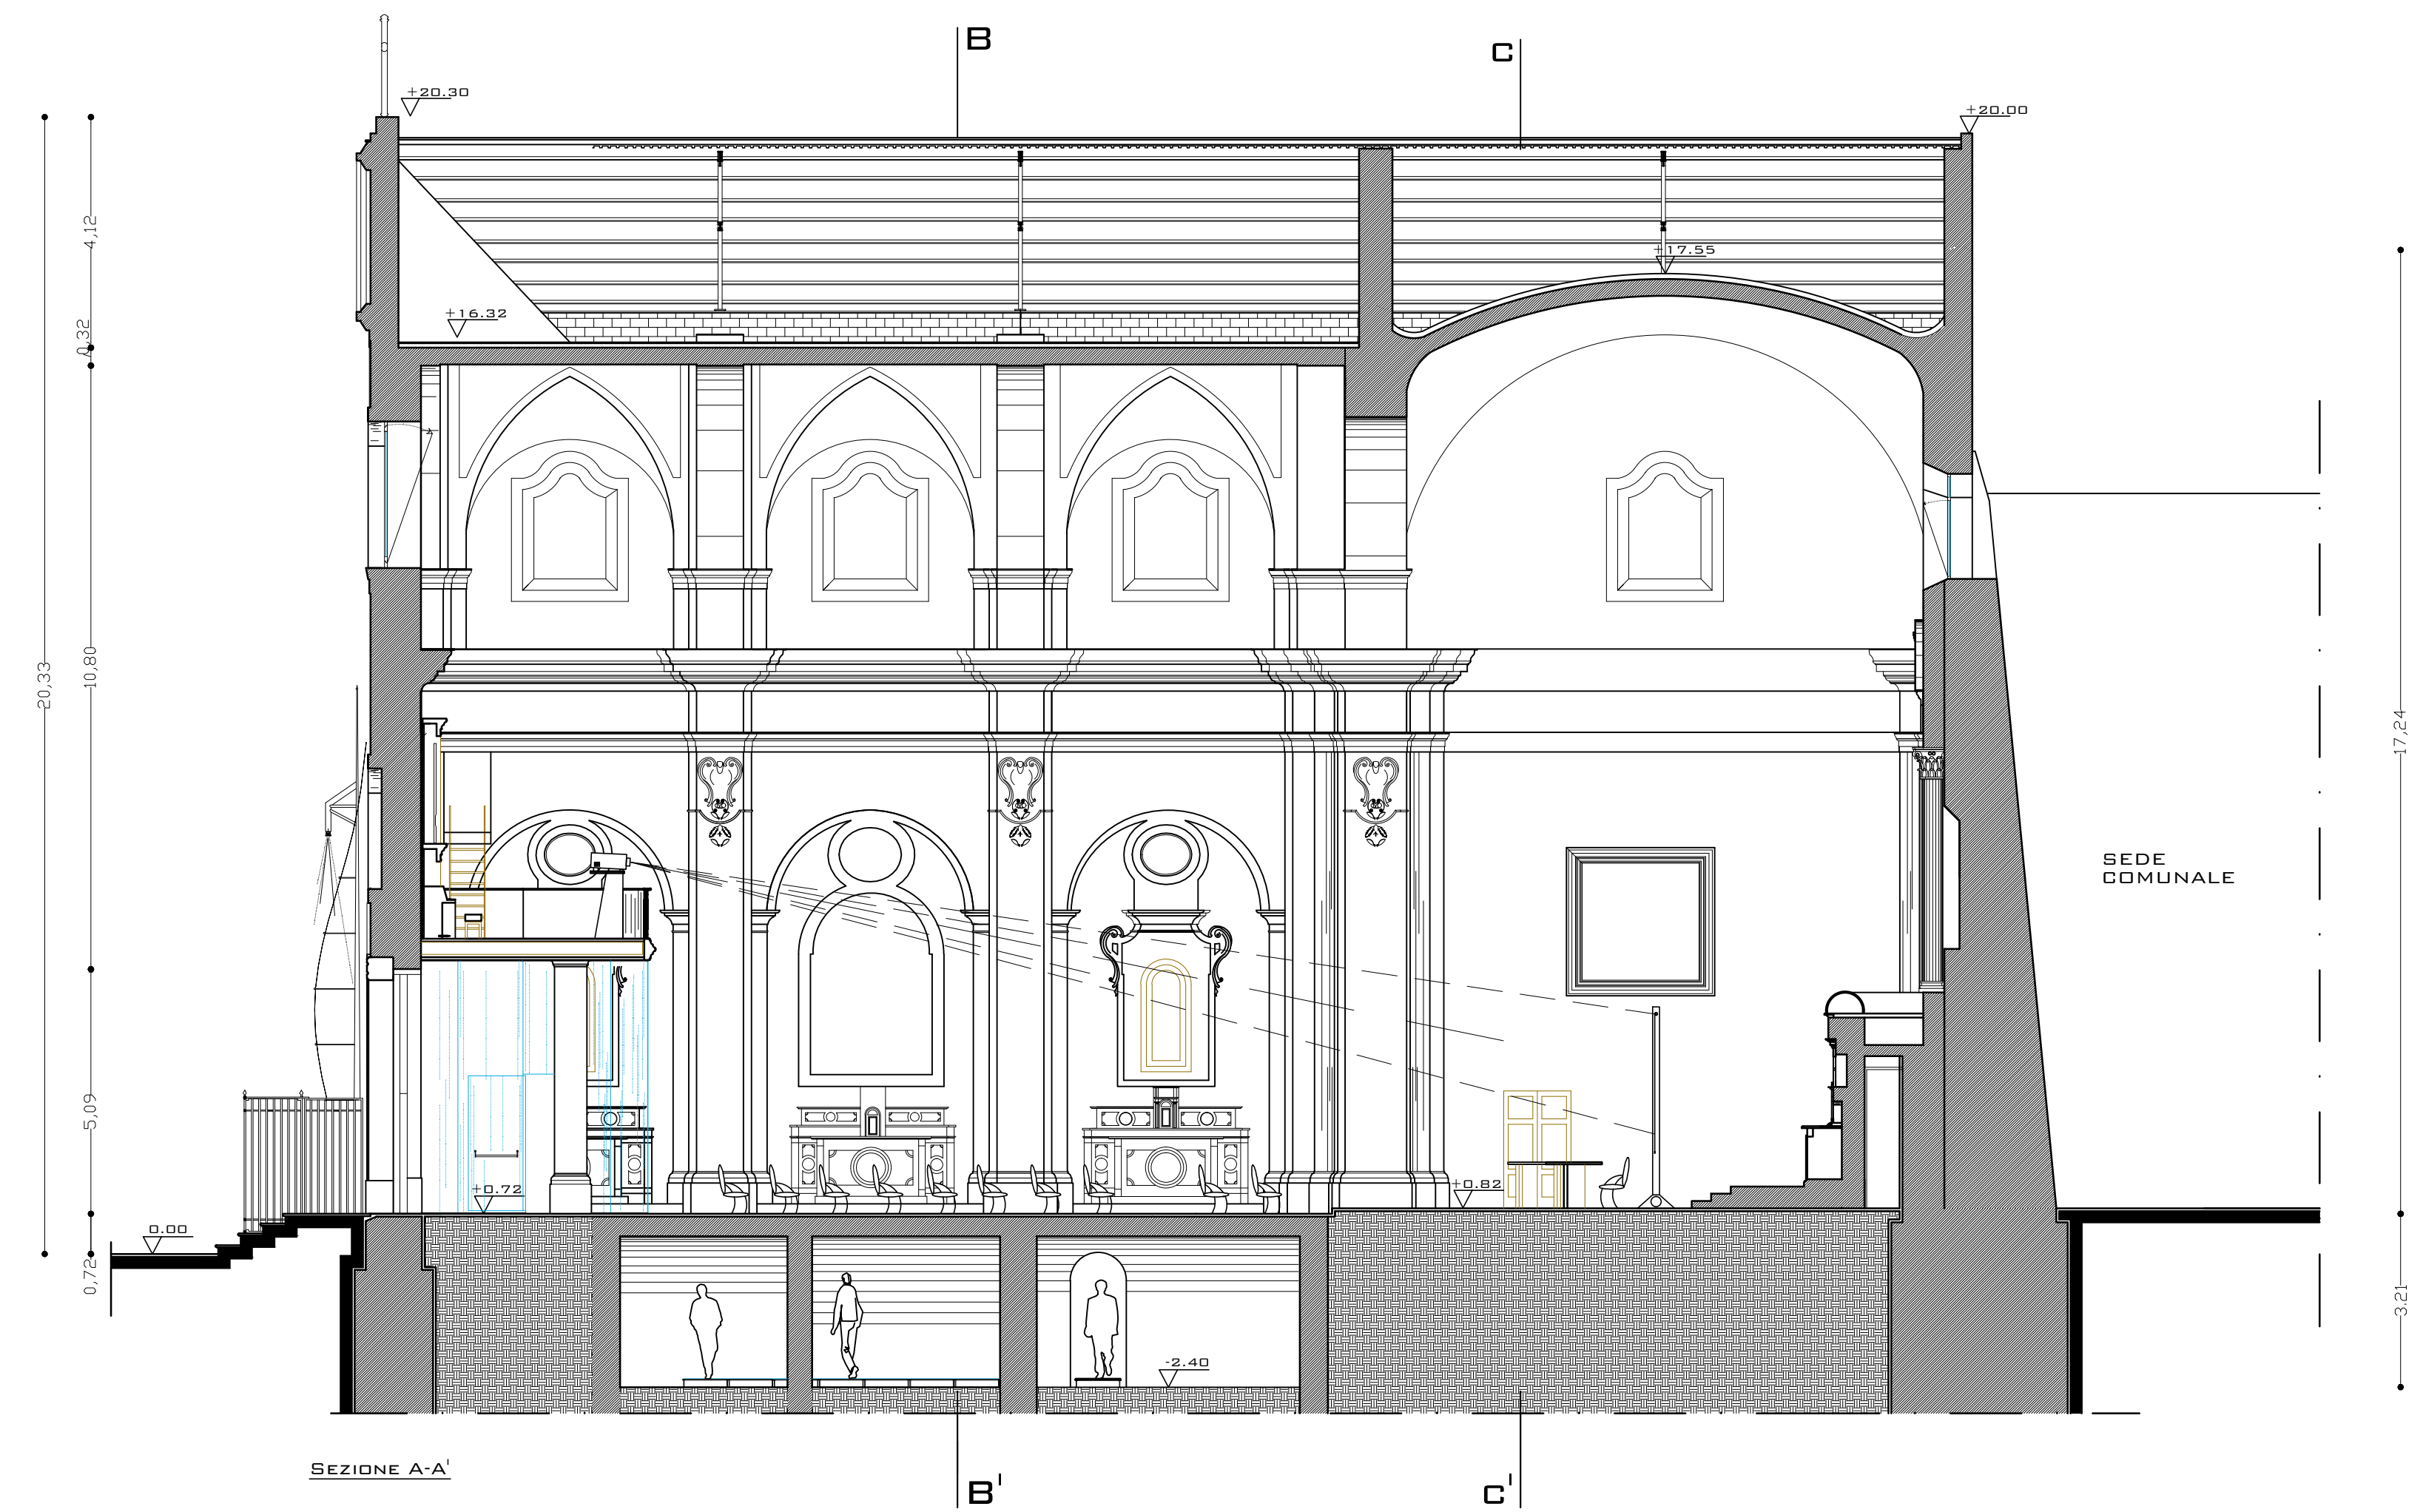 B
C
+20.30
+20.00
4,12
+17.55
+16.32
0,32
20,33
10,80
17,24
SEDE
COMUNALE
5,09
+0.72
+0.82
0.00
0,72
3.21
-2.40
SEZIONE A-A'
B'
C'